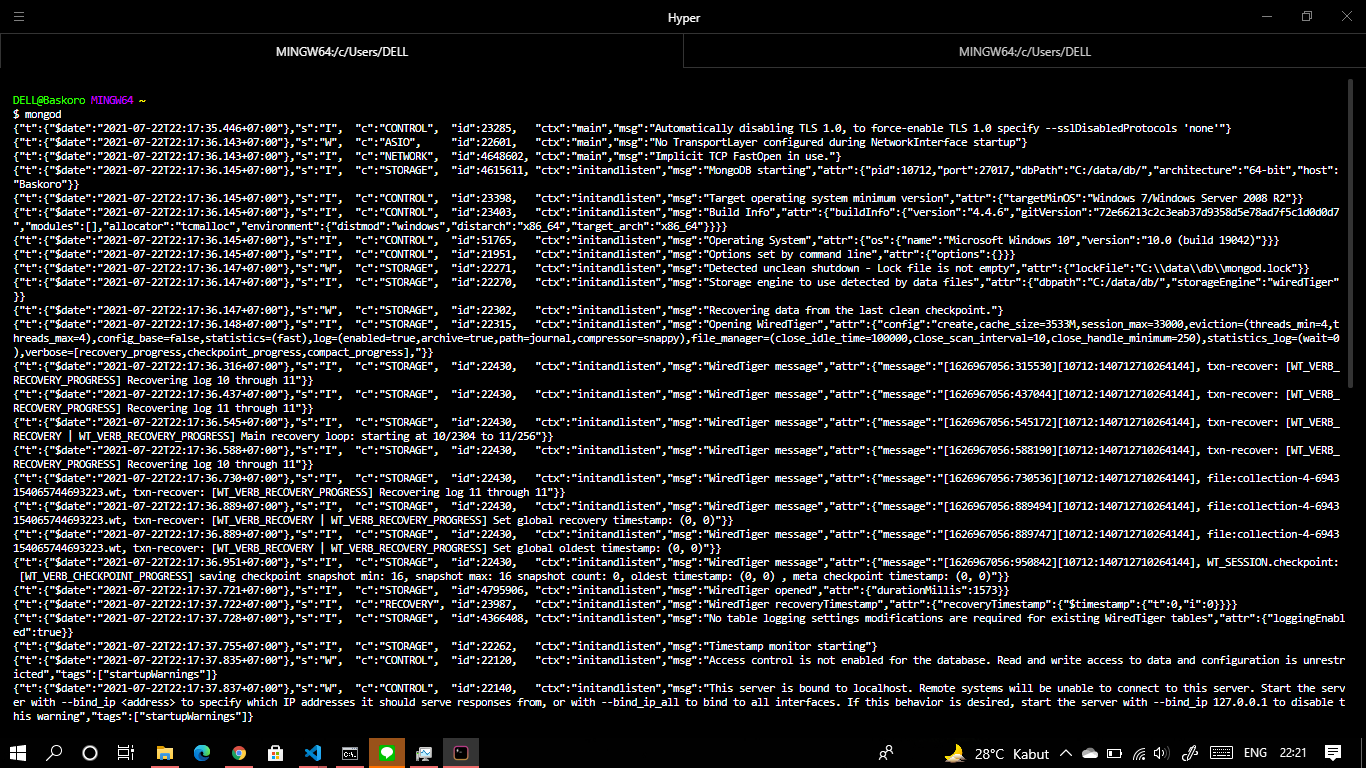 Hyper
MINGW64:/c/Users/DELL
MINGW64:/c/Users/DELL
DELL@Baskoro MINGW64 ~
$ mongod
{"t":{"$date":"2021-07-22T22:17:35.446+07:00"},"s":"I",  "c":"CONTROL",  "id":23285,   "ctx":"main","msg":"Automatically disabling TLS 1.0, to force-enable TLS 1.0 specify --sslDisabledProtocols 'none'"}
{"t":{"$date":"2021-07-22T22:17:36.143+07:00"},"s":"W",  "c":"ASIO",     "id":22601,   "ctx":"main","msg":"No TransportLayer configured during NetworkInterface startup"}
{"t":{"$date":"2021-07-22T22:17:36.143+07:00"},"s":"I",  "c":"NETWORK",  "id":4648602, "ctx":"main","msg":"Implicit TCP FastOpen in use."}
{"t":{"$date":"2021-07-22T22:17:36.145+07:00"},"s":"I",  "c":"STORAGE",  "id":4615611, "ctx":"initandlisten","msg":"MongoDB starting","attr":{"pid":10712,"port":27017,"dbPath":"C:/data/db/","architecture":"64-bit","host":
"Baskoro"}}
{"t":{"$date":"2021-07-22T22:17:36.145+07:00"},"s":"I",  "c":"CONTROL",  "id":23398,   "ctx":"initandlisten","msg":"Target operating system minimum version","attr":{"targetMinOS":"Windows 7/Windows Server 2008 R2"}}
{"t":{"$date":"2021-07-22T22:17:36.145+07:00"},"s":"I",  "c":"CONTROL",  "id":23403,   "ctx":"initandlisten","msg":"Build Info","attr":{"buildInfo":{"version":"4.4.6","gitVersion":"72e66213c2c3eab37d9358d5e78ad7f5c1d0d0d7
","modules":[],"allocator":"tcmalloc","environment":{"distmod":"windows","distarch":"x86_64","target_arch":"x86_64"}}}}
{"t":{"$date":"2021-07-22T22:17:36.145+07:00"},"s":"I",  "c":"CONTROL",  "id":51765,   "ctx":"initandlisten","msg":"Operating System","attr":{"os":{"name":"Microsoft Windows 10","version":"10.0 (build 19042)"}}}
{"t":{"$date":"2021-07-22T22:17:36.145+07:00"},"s":"I",  "c":"CONTROL",  "id":21951,   "ctx":"initandlisten","msg":"Options set by command line","attr":{"options":{}}}
{"t":{"$date":"2021-07-22T22:17:36.147+07:00"},"s":"W",  "c":"STORAGE",  "id":22271,   "ctx":"initandlisten","msg":"Detected unclean shutdown - Lock file is not empty","attr":{"lockFile":"C:\\data\\db\\mongod.lock"}}
{"t":{"$date":"2021-07-22T22:17:36.147+07:00"},"s":"I",  "c":"STORAGE",  "id":22270,   "ctx":"initandlisten","msg":"Storage engine to use detected by data files","attr":{"dbpath":"C:/data/db/","storageEngine":"wiredTiger"
}}
{"t":{"$date":"2021-07-22T22:17:36.147+07:00"},"s":"W",  "c":"STORAGE",  "id":22302,   "ctx":"initandlisten","msg":"Recovering data from the last clean checkpoint."}
{"t":{"$date":"2021-07-22T22:17:36.148+07:00"},"s":"I",  "c":"STORAGE",  "id":22315,   "ctx":"initandlisten","msg":"Opening WiredTiger","attr":{"config":"create,cache_size=3533M,session_max=33000,eviction=(threads_min=4,t
hreads_max=4),config_base=false,statistics=(fast),log=(enabled=true,archive=true,path=journal,compressor=snappy),file_manager=(close_idle_time=100000,close_scan_interval=10,close_handle_minimum=250),statistics_log=(wait=0
),verbose=[recovery_progress,checkpoint_progress,compact_progress],"}}
{"t":{"$date":"2021-07-22T22:17:36.316+07:00"},"s":"I",  "c":"STORAGE",  "id":22430,   "ctx":"initandlisten","msg":"WiredTiger message","attr":{"message":"[1626967056:315530][10712:140712710264144], txn-recover: [WT_VERB_
RECOVERY_PROGRESS] Recovering log 10 through 11"}}
{"t":{"$date":"2021-07-22T22:17:36.437+07:00"},"s":"I",  "c":"STORAGE",  "id":22430,   "ctx":"initandlisten","msg":"WiredTiger message","attr":{"message":"[1626967056:437044][10712:140712710264144], txn-recover: [WT_VERB_
RECOVERY_PROGRESS] Recovering log 11 through 11"}}
{"t":{"$date":"2021-07-22T22:17:36.545+07:00"},"s":"I",  "c":"STORAGE",  "id":22430,   "ctx":"initandlisten","msg":"WiredTiger message","attr":{"message":"[1626967056:545172][10712:140712710264144], txn-recover: [WT_VERB_
RECOVERY | WT_VERB_RECOVERY_PROGRESS] Main recovery loop: starting at 10/2304 to 11/256"}}
{"t":{"$date":"2021-07-22T22:17:36.588+07:00"},"s":"I",  "c":"STORAGE",  "id":22430,   "ctx":"initandlisten","msg":"WiredTiger message","attr":{"message":"[1626967056:588190][10712:140712710264144], txn-recover: [WT_VERB_
RECOVERY_PROGRESS] Recovering log 10 through 11"}}
{"t":{"$date":"2021-07-22T22:17:36.730+07:00"},"s":"I",  "c":"STORAGE",  "id":22430,   "ctx":"initandlisten","msg":"WiredTiger message","attr":{"message":"[1626967056:730536][10712:140712710264144], file:collection-4-6943
154065744693223.wt, txn-recover: [WT_VERB_RECOVERY_PROGRESS] Recovering log 11 through 11"}}
{"t":{"$date":"2021-07-22T22:17:36.889+07:00"},"s":"I",  "c":"STORAGE",  "id":22430,   "ctx":"initandlisten","msg":"WiredTiger message","attr":{"message":"[1626967056:889494][10712:140712710264144], file:collection-4-6943
154065744693223.wt, txn-recover: [WT_VERB_RECOVERY | WT_VERB_RECOVERY_PROGRESS] Set global recovery timestamp: (0, 0)"}}
{"t":{"$date":"2021-07-22T22:17:36.889+07:00"},"s":"I",  "c":"STORAGE",  "id":22430,   "ctx":"initandlisten","msg":"WiredTiger message","attr":{"message":"[1626967056:889747][10712:140712710264144], file:collection-4-6943
154065744693223.wt, txn-recover: [WT_VERB_RECOVERY | WT_VERB_RECOVERY_PROGRESS] Set global oldest timestamp: (0, 0)"}}
{"t":{"$date":"2021-07-22T22:17:36.951+07:00"},"s":"I",  "c":"STORAGE",  "id":22430,   "ctx":"initandlisten","msg":"WiredTiger message","attr":{"message":"[1626967056:950842][10712:140712710264144], WT_SESSION.checkpoint:
 [WT_VERB_CHECKPOINT_PROGRESS] saving checkpoint snapshot min: 16, snapshot max: 16 snapshot count: 0, oldest timestamp: (0, 0) , meta checkpoint timestamp: (0, 0)"}}
{"t":{"$date":"2021-07-22T22:17:37.721+07:00"},"s":"I",  "c":"STORAGE",  "id":4795906, "ctx":"initandlisten","msg":"WiredTiger opened","attr":{"durationMillis":1573}}
{"t":{"$date":"2021-07-22T22:17:37.722+07:00"},"s":"I",  "c":"RECOVERY", "id":23987,   "ctx":"initandlisten","msg":"WiredTiger recoveryTimestamp","attr":{"recoveryTimestamp":{"$timestamp":{"t":0,"i":0}}}}
{"t":{"$date":"2021-07-22T22:17:37.728+07:00"},"s":"I",  "c":"STORAGE",  "id":4366408, "ctx":"initandlisten","msg":"No table logging settings modifications are required for existing WiredTiger tables","attr":{"loggingEnabl
ed":true}}
{"t":{"$date":"2021-07-22T22:17:37.755+07:00"},"s":"I",  "c":"STORAGE",  "id":22262,   "ctx":"initandlisten","msg":"Timestamp monitor starting"}
{"t":{"$date":"2021-07-22T22:17:37.835+07:00"},"s":"W",  "c":"CONTROL",  "id":22120,   "ctx":"initandlisten","msg":"Access control is not enabled for the database. Read and write access to data and configuration is unrestr
icted","tags":["startupWarnings"]}
{"t":{"$date":"2021-07-22T22:17:37.837+07:00"},"s":"W",  "c":"CONTROL",  "id":22140,   "ctx":"initandlisten","msg":"This server is bound to localhost. Remote systems will be unable to connect to this server. Start the serv
er with --bind_ip <address> to specify which IP addresses it should serve responses from, or with --bind_ip_all to bind to all interfaces. If this behavior is desired, start the server with --bind_ip 127.0.0.1 to disable t
his warning","tags":["startupWarnings"]}
28°C Kabut ENG 22:21